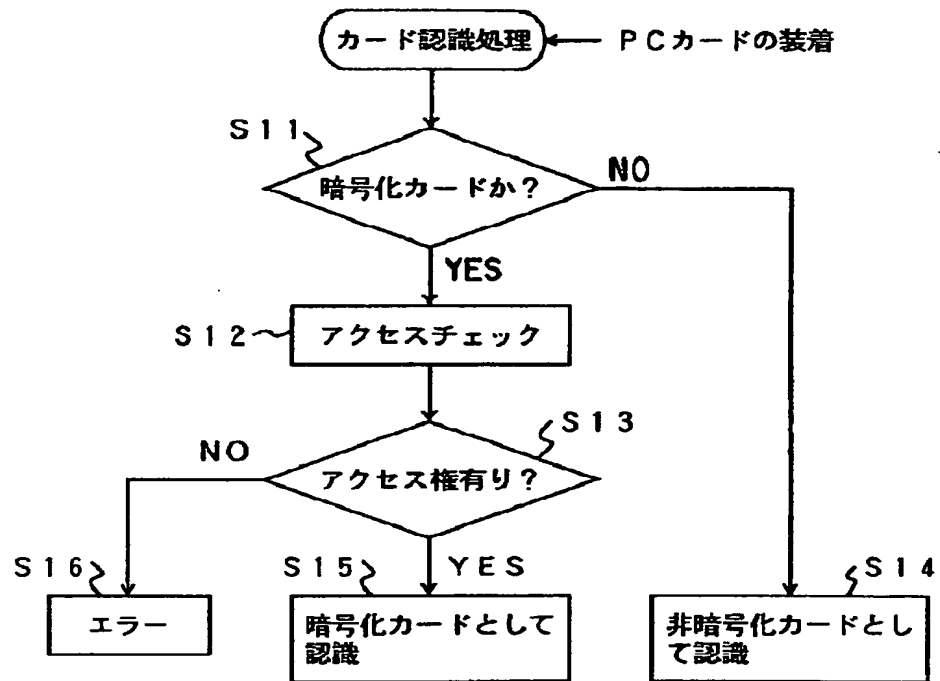 カード認識処理
PCカードの装着
S11
暗号化カードか?
NO
YES
S12
アクセスチェック
S13
NO
アクセス権有り?
S16
S15
YES
S14
エラー
暗号化カードとして
認識
非暗号化カードとし
て認識